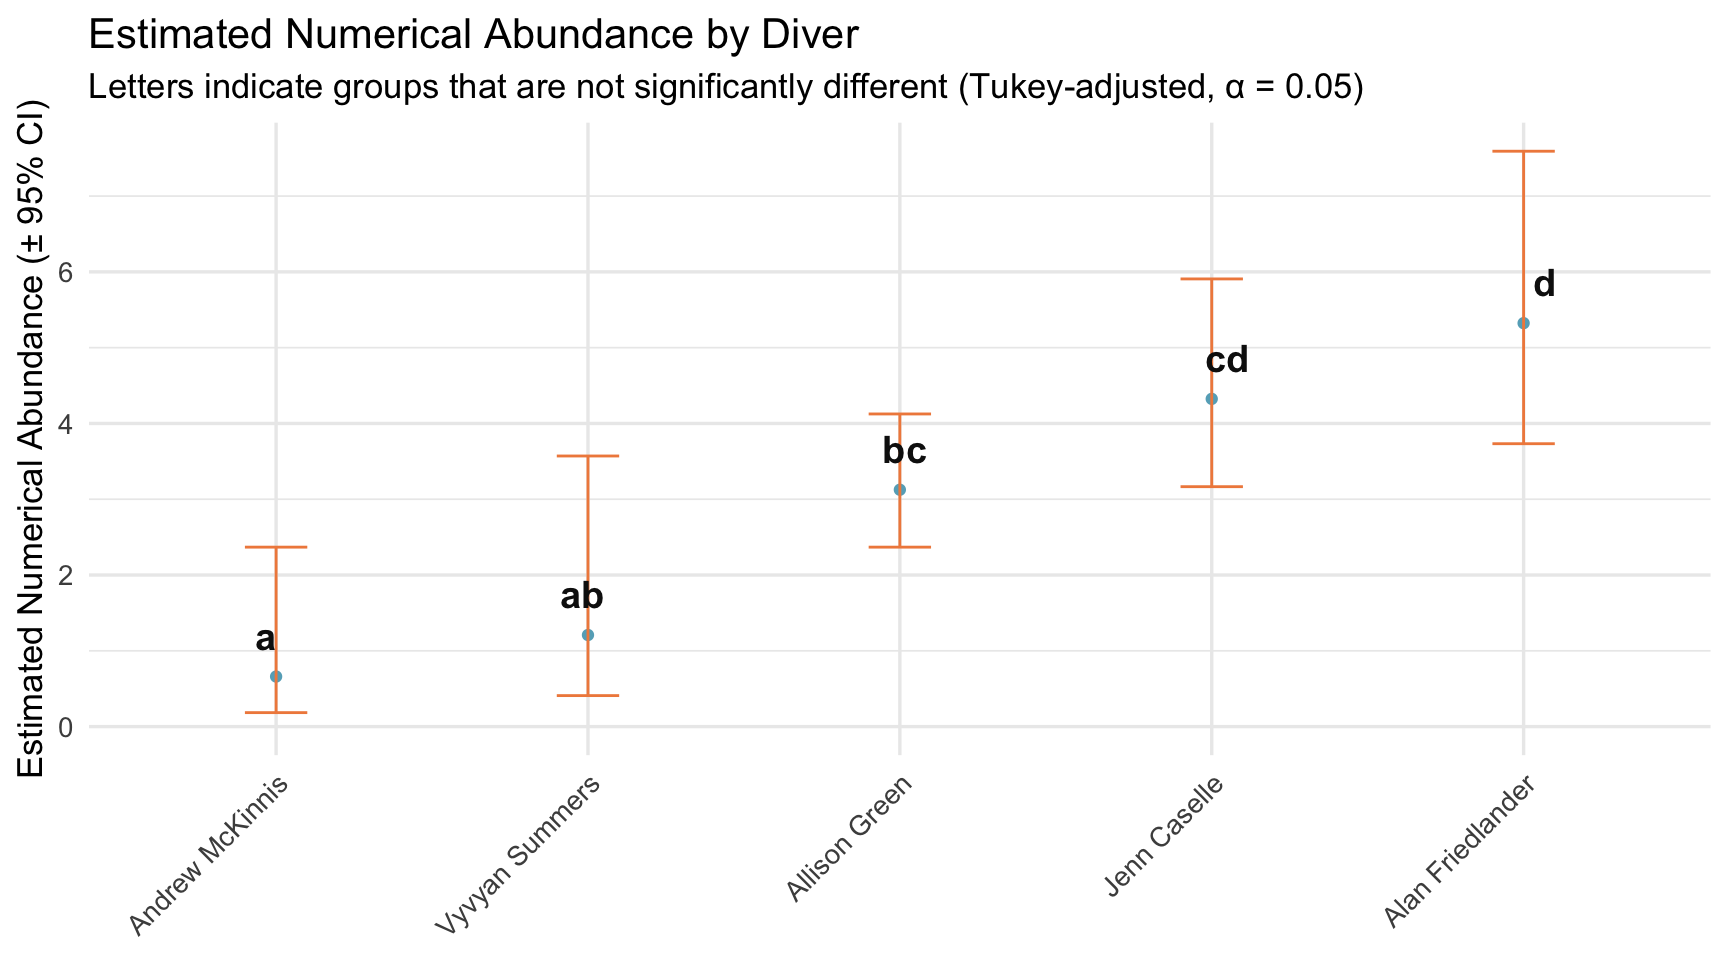 Estimated Numerical Abundance by Diver
Letters indicate groups that are not significantly different (Tukey-adjusted, α = 0.05)
Estimated Numerical Abundance (± 95% CI)
6
4
2
0
a
ab
bc
cd
d
Andrew McKinnis
Vyvyan Summers
Allison Green
Jenn Caselle
Alan Friedlander